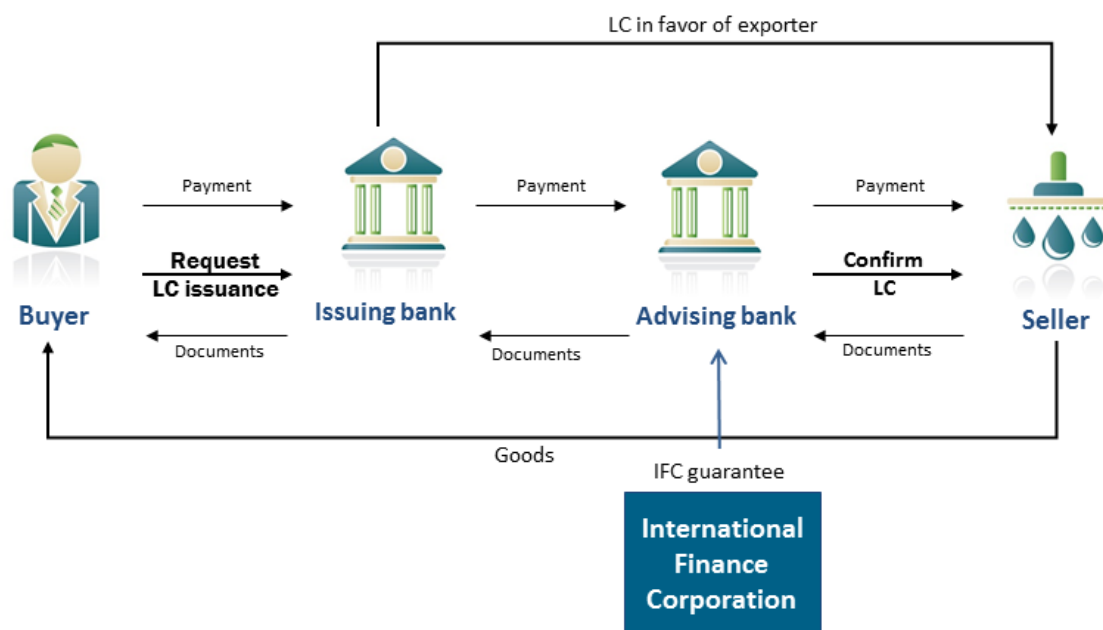 LC in favor of exporter
Payment
Payment
Payment
Request
LC issuance
Confirm
LC
Buyer
Issuing bank
Advising bank
Seller
Documents
Documents
Documents
Goods
IFC guarantee
International
Finance
Corporation